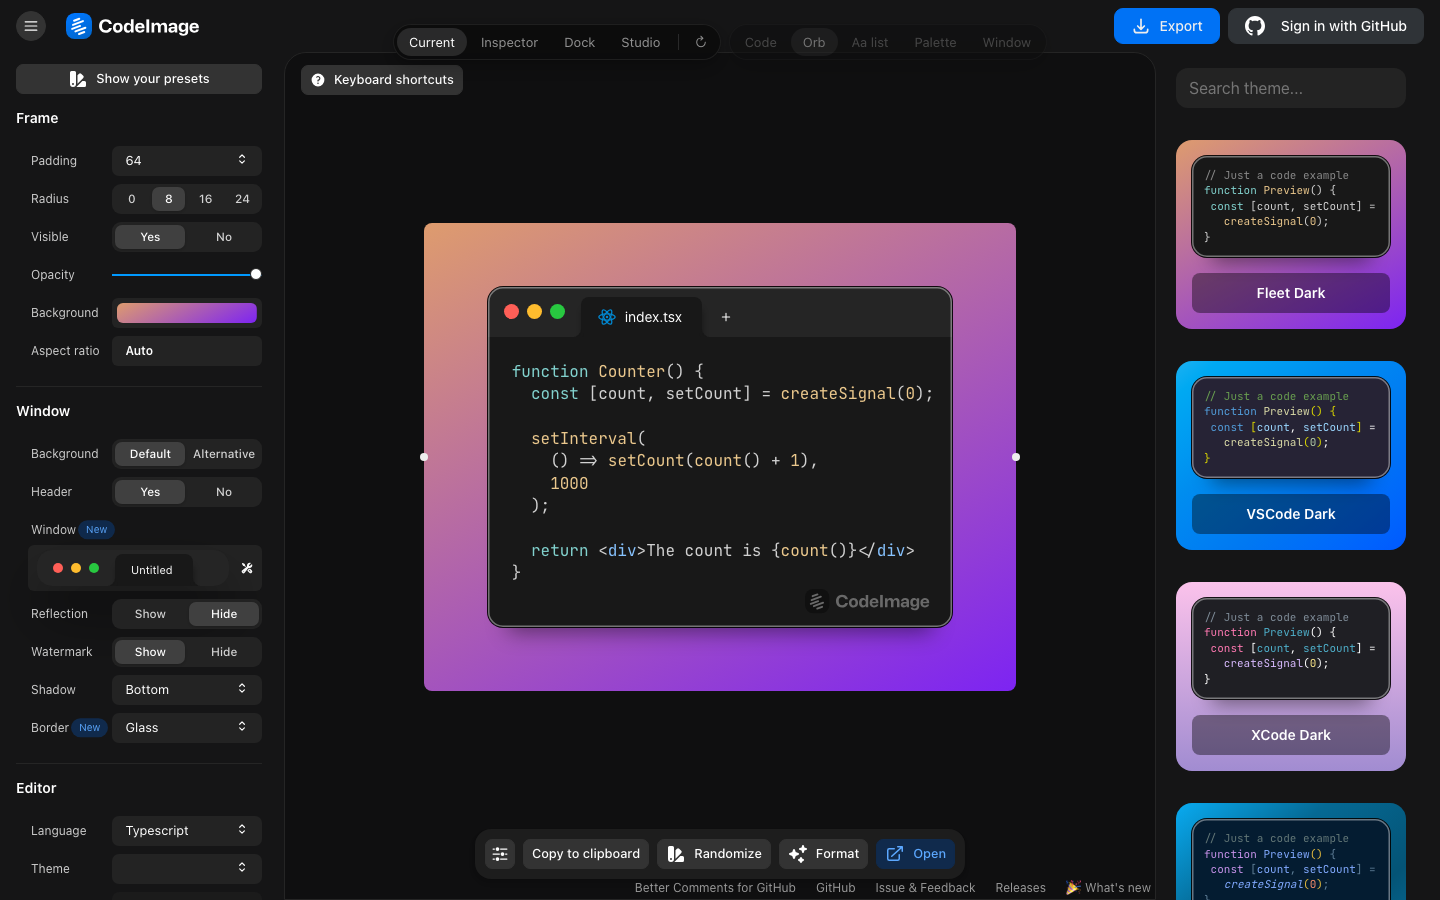 CodeImage
Current
Inspector
Dock
Studio
Code
Orb
Aa list
Palette
Window
Export
Sign in with GitHub
Show your presets
Keyboard shortcuts
Search theme...
Frame
Padding
64
Radius
0
8
16
24
Visible
Yes
No
Opacity
Background
Aspect ratio
Auto
Window
Background
Default
Alternative
Header
Yes
No
Window
New
Untitled
Reflection
Show
Hide
Watermark
Show
Hide
Shadow
Bottom
Border
New
Glass
Editor
Language
Typescript
Theme
index.tsx
+
function Counter() {
const [count, setCount] = createSignal(0);
setInterval(
() => setCount(count() + 1),
1000
);
return <div>The count is {count()}</div>
}
CodeImage
Copy to clipboard
Randomize
Format
Open
Better Comments for GitHub
GitHub
Issue & Feedback
Releases
🎉 What's new
// Just a code example
function Preview() {
const [count, setCount] =
createSignal(0);
}
Fleet Dark
// Just a code example
function Preview() {
const [count, setCount] =
createSignal(0);
}
VSCode Dark
// Just a code example
function Preview() {
const [count, setCount] =
createSignal(0);
}
XCode Dark
// Just a code example
function Preview() {
const [count, setCount] =
createSignal(0);
}